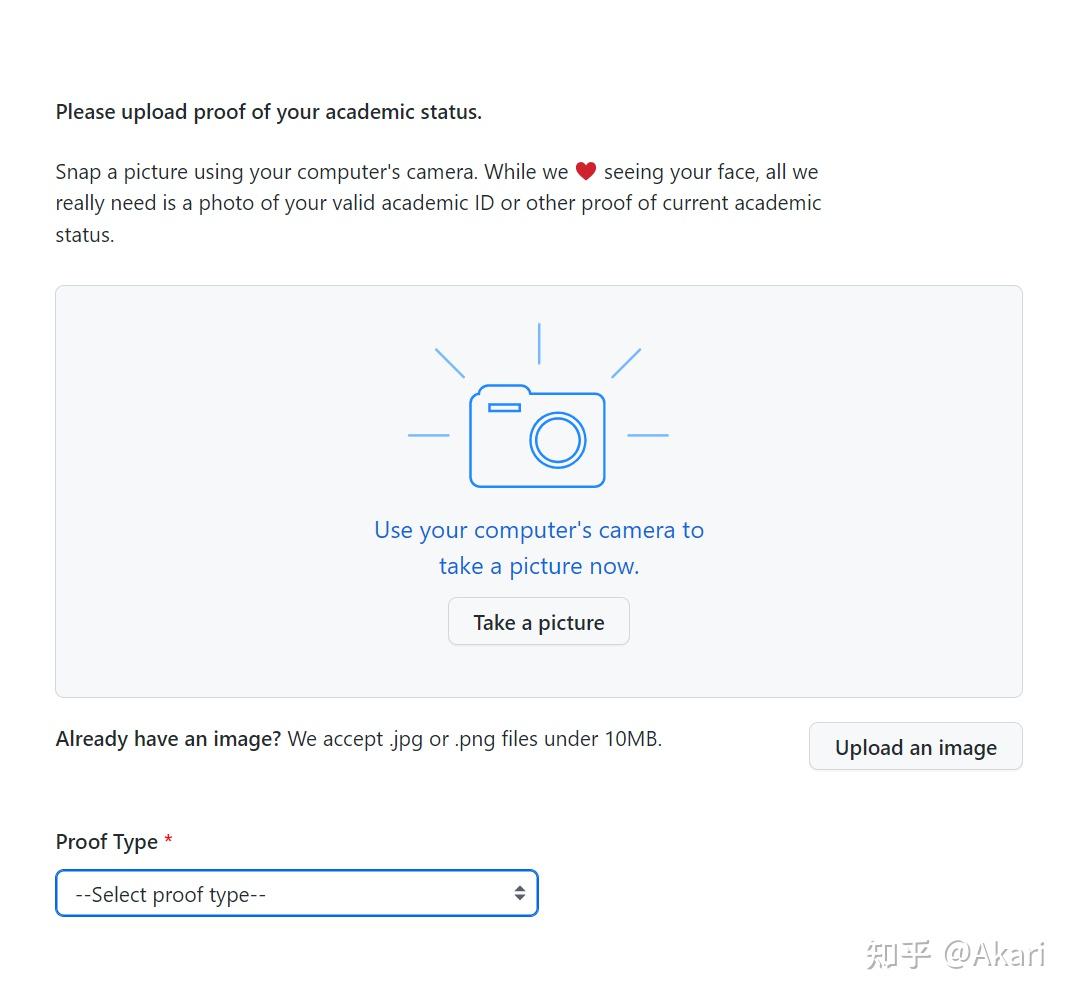 Please upload proof of your academic status.
Snap a picture using your computer's camera. While we ❤️ seeing your face, all we
really need is a photo of your valid academic ID or other proof of current academic
status.
Use your computer's camera to
take a picture now.
Take a picture
Already have an image? We accept .jpg or .png files under 10MB.
Upload an image
Proof Type *
--Select proof type--
知乎 @Akari